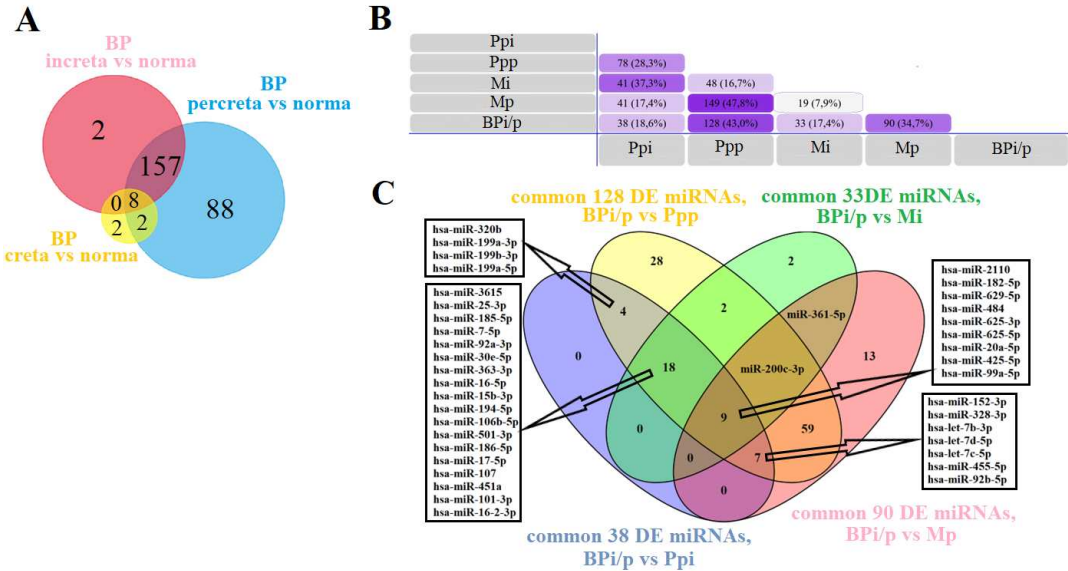 A
BP
increta vs norma
BP
percreta vs norma
2
157
0
8
88
2
2
BP
creta vs norma
B
Ppi
Ppp
78 (28,3%)
Mi
41 (37,3%)
48 (16,7%)
Mp
41 (17,4%)
149 (47,8%)
19 (7,9%)
BPi/p
38 (18,6%)
128 (43,0%)
33 (17,4%)
90 (34,7%)
Ppi
Ppp
Mi
Mp
BPi/p
C
common 128 DE miRNAs,
BPi/p vs Ppp
common 33DE miRNAs,
BPi/p vs Mi
hsa-miR-320b
hsa-miR-199a-3p
hsa-miR-199b-3p
hsa-miR-199a-5p
hsa-miR-3615
hsa-miR-25-3p
hsa-miR-185-5p
hsa-miR-7-5p
hsa-miR-92a-3p
hsa-miR-30e-5p
hsa-miR-363-3p
hsa-miR-16-5p
hsa-miR-15b-3p
hsa-miR-194-5p
hsa-miR-106b-5p
hsa-miR-501-3p
hsa-miR-186-5p
hsa-miR-17-5p
hsa-miR-107
hsa-miR-451a
hsa-miR-101-3p
hsa-miR-16-2-3p
28
2
4
2
miR-361-5p
0
13
18
miR-200c-3p
9
0
59
0
7
0
hsa-miR-2110
hsa-miR-182-5p
hsa-miR-629-5p
hsa-miR-484
hsa-miR-625-3p
hsa-miR-625-5p
hsa-miR-20a-5p
hsa-miR-425-5p
hsa-miR-99a-5p
hsa-miR-152-3p
hsa-miR-328-3p
hsa-let-7b-3p
hsa-let-7d-5p
hsa-let-7c-5p
hsa-miR-455-5p
hsa-miR-92b-5p
common 38 DE miRNAs,
BPi/p vs Ppi
common 90 DE miRNAs,
BPi/p vs Mp